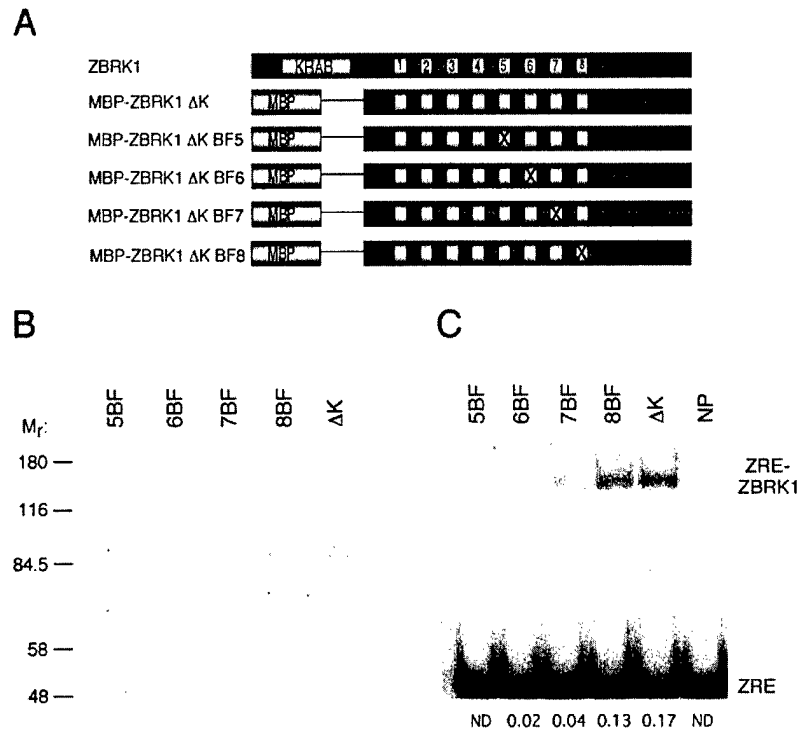 A
ZBRK1 KBAB 1 2 3 4 5 6 7 8
MBP-ZBRK1 ΔK MBP
MBP-ZBRK1 ΔK BF5 MBP X
MBP-ZBRK1 ΔK BF6 MBP X
MBP-ZBRK1 ΔK BF7 MBP X
MBP-ZBRK1 ΔK BF8 MBP X
B
5BF 6BF 7BF 8BF ΔK
Mr:
180
116
84.5
58
48
C
5BF 6BF 7BF 8BF ΔK NP
ZRE-
ZBRK1
ZRE
ND 0.02 0.04 0.13 0.17 ND